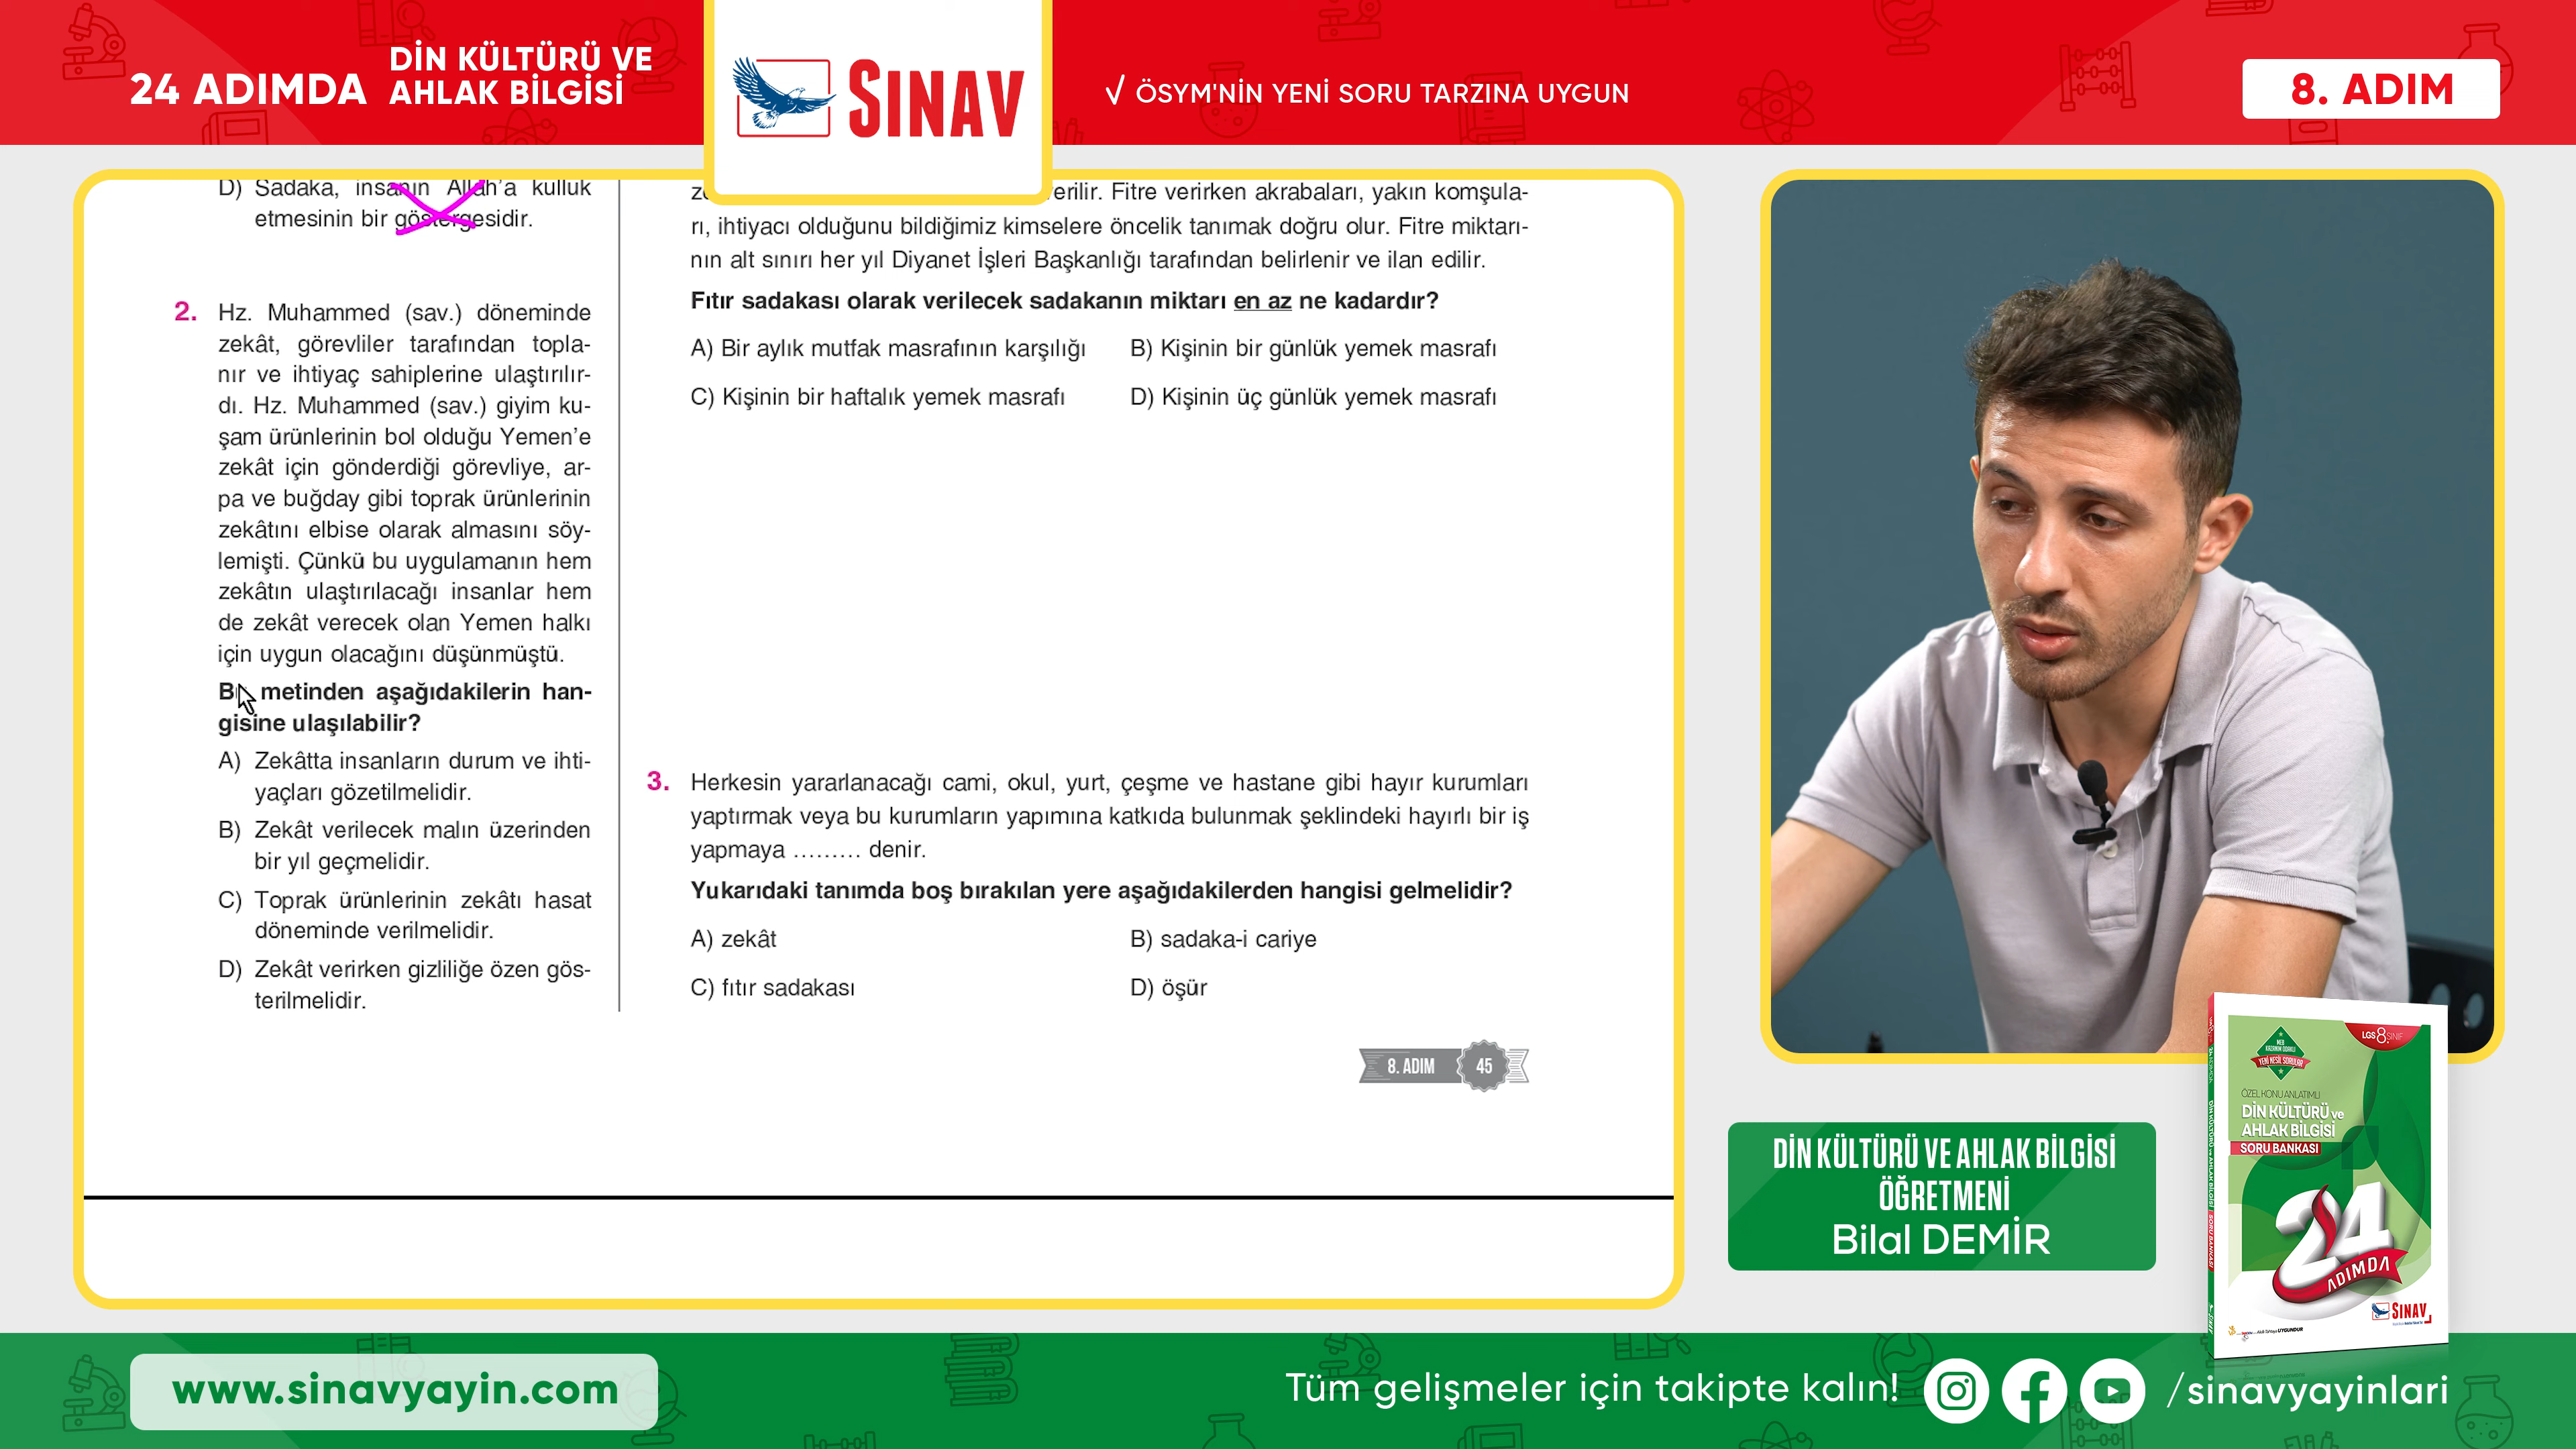 24 ADIMDA
DİN KÜLTÜRÜ VE
AHLAK BİLGİSİ
SINAV
√ ÖSYM'NİN YENİ SORU TARZINA UYGUN
8. ADIM
D) Sadaka, insanın Allah'a kulluk
etmesinin bir göstergesidir.
2. Hz. Muhammed (sav.) döneminde
zekât, görevliler tarafından topla-
nır ve ihtiyaç sahiplerine ulaştırılır-
dı. Hz. Muhammed (sav.) giyim ku-
şam ürünlerinin bol olduğu Yemen'e
zekât için gönderdiği görevliye, ar-
pa ve buğday gibi toprak ürünlerinin
zekâtını elbise olarak almasını söy-
lemişti. Çünkü bu uygulamanın hem
zekâtın ulaştırılacağı insanlar hem
de zekât verecek olan Yemen halkı
için uygun olacağını düşünmüştü.
Bu metinden aşağıdakilerin han-
gisine ulaşılabilir?
A) Zekâtta insanların durum ve ihti-
yaçları gözetilmelidir.
B) Zekât verilecek malın üzerinden
bir yıl geçmelidir.
C) Toprak ürünlerinin zekâtı hasat
döneminde verilmelidir.
D) Zekât verirken gizliliğe özen gös-
terilmelidir.
Fitre verirken akrabaları, yakın komşula-
rı, ihtiyacı olduğunu bildiğimiz kimselere öncelik tanımak doğru olur. Fitre miktarı-
nın alt sınırı her yıl Diyanet İşleri Başkanlığı tarafından belirlenir ve ilan edilir.
Fıtır sadakası olarak verilecek sadakanın miktarı en az ne kadardır?
A) Bir aylık mutfak masrafının karşılığı
B) Kişinin bir günlük yemek masrafı
C) Kişinin bir haftalık yemek masrafı
D) Kişinin üç günlük yemek masrafı
3. Herkesin yararlanacağı cami, okul, yurt, çeşme ve hastane gibi hayır kurumları
yaptırmak veya bu kurumların yapımına katkıda bulunmak şeklindeki hayırlı bir iş
yapmaya ......... denir.
Yukarıdaki tanımda boş bırakılan yere aşağıdakilerden hangisi gelmelidir?
A) zekât
B) sadaka-i cariye
C) fıtır sadakası
D) öşür
8. ADIM 45
DİN KÜLTÜRÜ VE AHLAK BİLGİSİ
ÖĞRETMENİ
Bilal DEMİR
LGS 8. SINIF
YENİ NESİL SORULAR
ÖZEL KONU ANLATIMLI
DİN KÜLTÜRÜ ve
AHLAK BİLGİSİ
SORU BANKASI
24
ADIMDA
SINAV
www.sinavyayin.com
Tüm gelişmeler için takipte kalın!
/sinavyayinlari